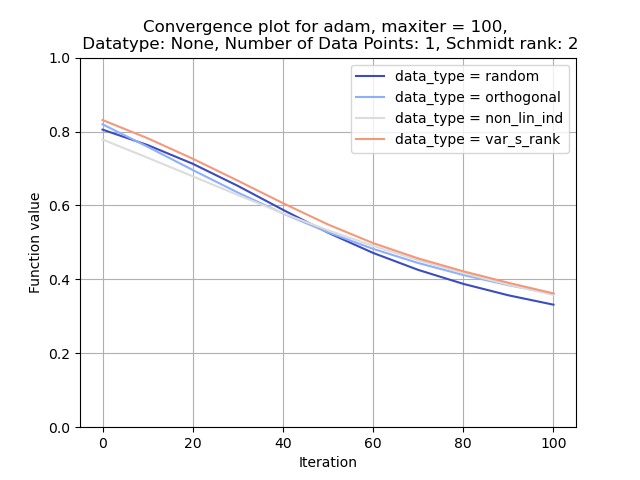 Convergence plot for adam, maxiter = 100,
Datatype: None, Number of Data Points: 1, Schmidt rank: 2
data_type = random
data_type = orthogonal
data_type = non_lin_ind
data_type = var_s_rank
Function value
1.0
0.8
0.6
0.4
0.2
0.0
0 20 40 60 80 100
Iteration